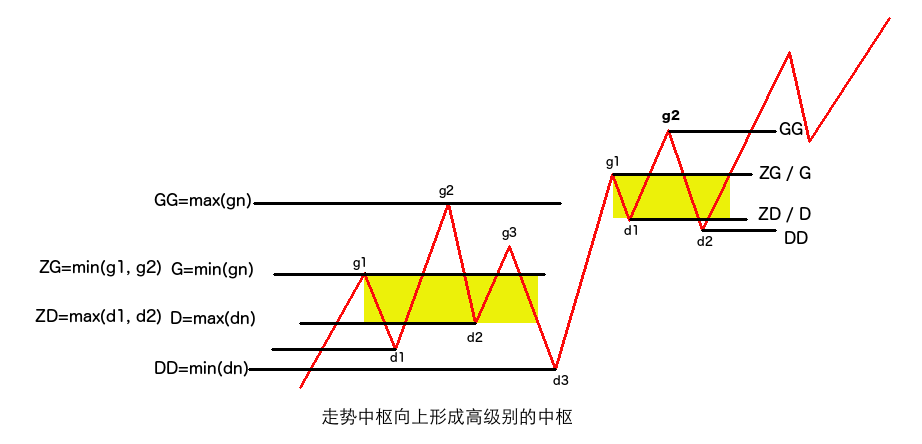 g2
GG
g1
ZG / G
g2
GG=max(gn)
ZD / D
d1
g3
d2
DD
g1
ZG=min(g1, g2) G=min(gn)
ZD=max(d1, d2) D=max(dn)
d2
d1
DD=min(dn)
d3
走势中枢向上形成高级别的中枢